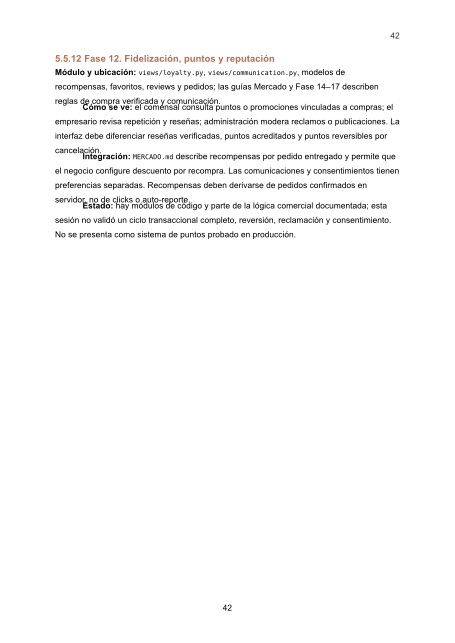 42
5.5.12 Fase 12. Fidelización, puntos y reputación
Módulo y ubicación: views/loyalty.py, views/communication.py, modelos de
recompensas, favoritos, reviews y pedidos; las guías Mercado y Fase 14–17 describen
reglas de compra verificada y comunicación.
Cómo se ve: el comensal consulta puntos o promociones vinculadas a compras; el
empresario revisa repetición y reseñas; administración modera reclamos o publicaciones. La
interfaz debe diferenciar reseñas verificadas, puntos acreditados y puntos reversibles por
cancelación.
Integración: MERCADO.md describe recompensas por pedido entregado y permite que
el negocio configure descuento por recompra. Las comunicaciones y consentimientos tienen
preferencias separadas. Recompensas deben derivarse de pedidos confirmados en
servidor, no de clicks o auto-reporte.
Estado: hay módulos de código y parte de la lógica comercial documentada; esta
sesión no validó un ciclo transaccional completo, reversión, reclamación y consentimiento.
No se presenta como sistema de puntos probado en producción.
42